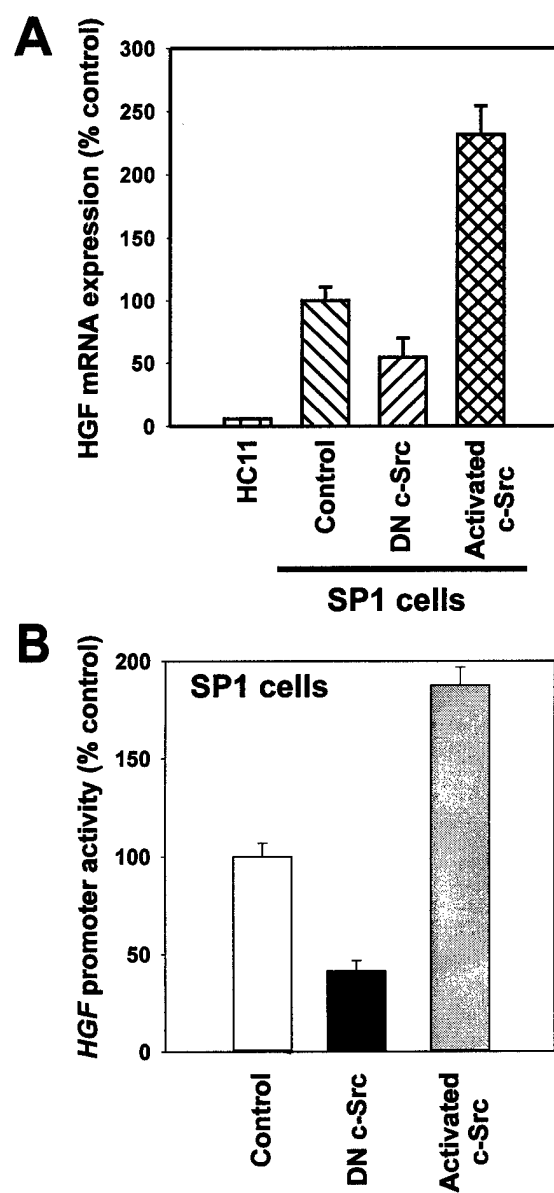 A
HGF mRNA expression (% control)
300
250
200
150
100
50
0
HC11
Control
DN c-Src
Activated
c-Src
SP1 cells
B
HGF promoter activity (% control)
SP1 cells
200
150
100
50
0
Control
DN c-Src
Activated
c-Src